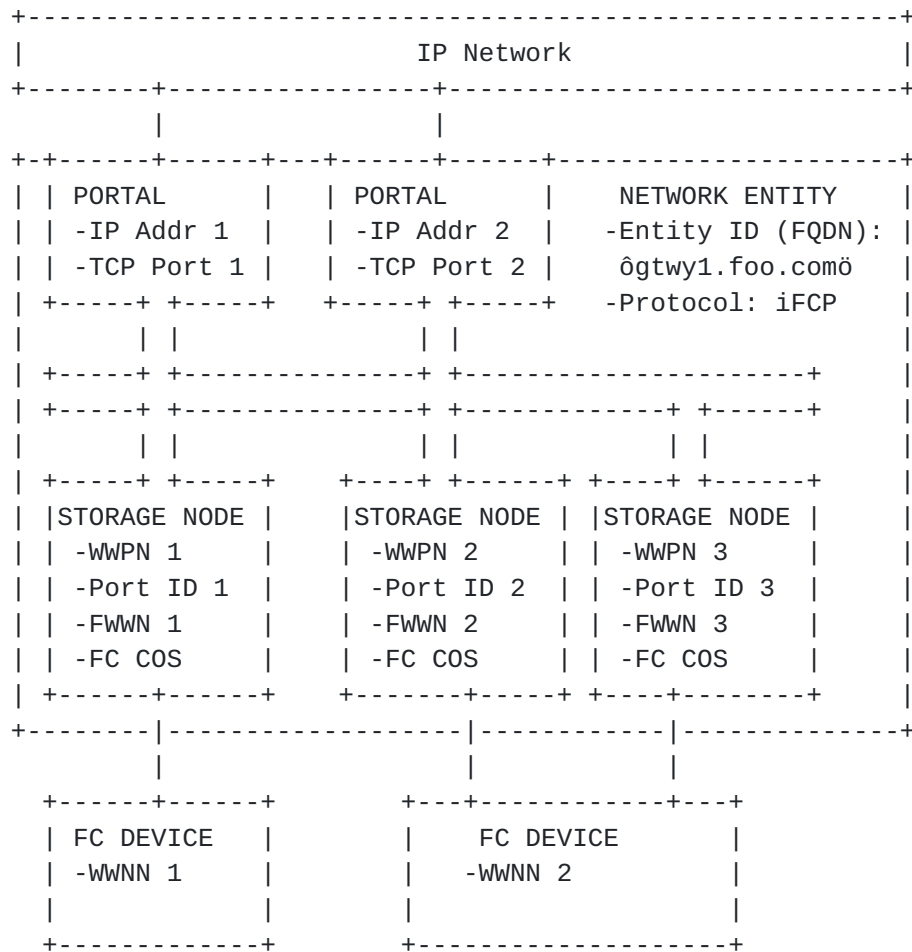 IP Network
PORTAL PORTAL NETWORK ENTITY
-IP Addr 1 -IP Addr 2 -Entity ID (FQDN):
-TCP Port 1 -TCP Port 2 ôgtwy1.foo.comö
-Protocol: iFCP
STORAGE NODE STORAGE NODE STORAGE NODE
-WWPN 1 -WWPN 2 -WWPN 3
-Port ID 1 -Port ID 2 -Port ID 3
-FWWN 1 -FWWN 2 -FWWN 3
-FC COS -FC COS -FC COS
FC DEVICE FC DEVICE
-WWNN 1 -WWNN 2